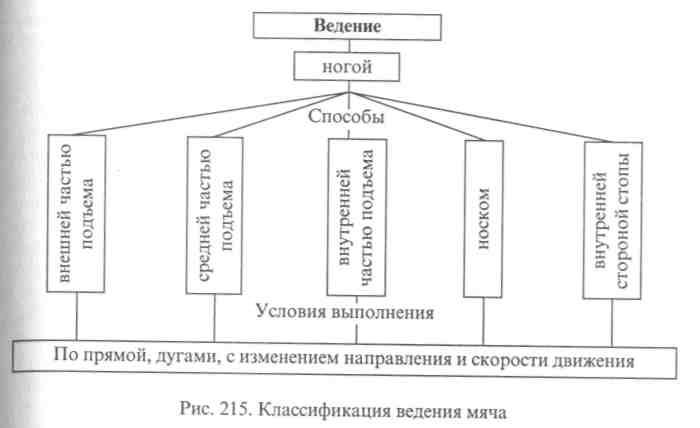 Ведение
ногой
Способы
внешней частью
подъема
средней частью
подъема
внутренней
частью подъема
носком
внутренней
стороной стопы
Условия выполнения
По прямой, дугами, с изменением направления и скорости движения
Рис. 215. Классификация ведения мяча